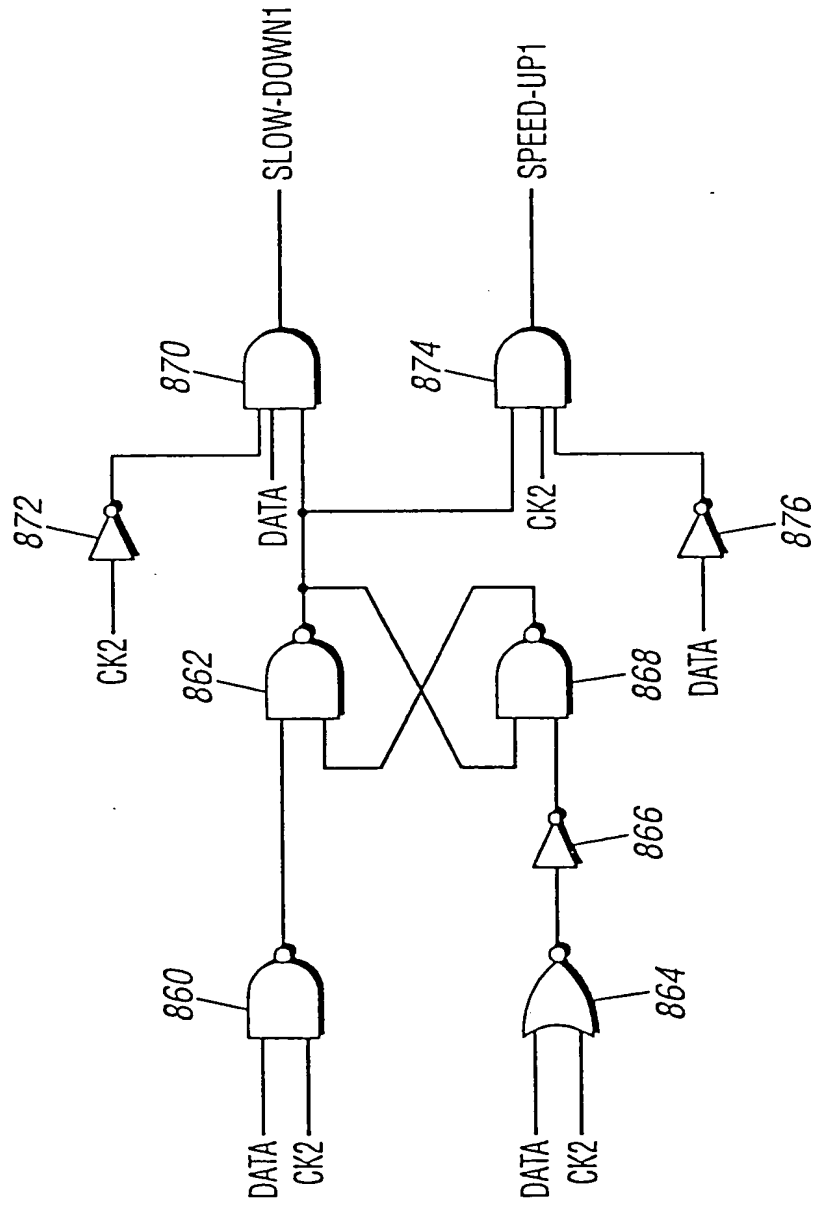 CK2
872
870
SLOW-DOWN1
DATA
862
860
DATA
CK2
874
SPEED-UP1
CK2
868
866
864
DATA
CK2
876
DATA